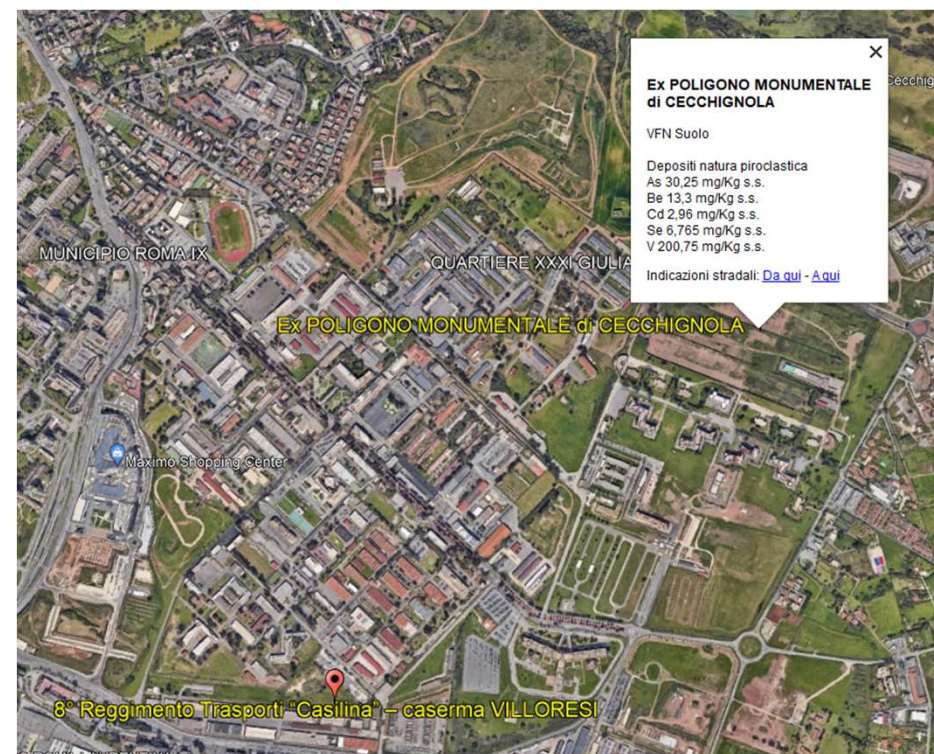 Ex POLIGONO MONUMENTALE
di CECCHIGNOLA
VFN Suolo
Depositi natura piroclastica
As 30,25 mg/Kg s.s.
Be 13,3 mg/Kg s.s.
Cd 2,96 mg/Kg s.s.
Se 6,765 mg/Kg s.s.
V 200,75 mg/Kg s.s.
Indicazioni stradali: Da qui - A qui
Cecchig
MUNICIPIO ROMA IX
QUARTIERE XXXI GIULIA
Ex POLIGONO MONUMENTALE di CECCHIGNOLA
Maximo Shopping Center
8° Reggimento Trasporti “Casilina” – caserma VILLORESI